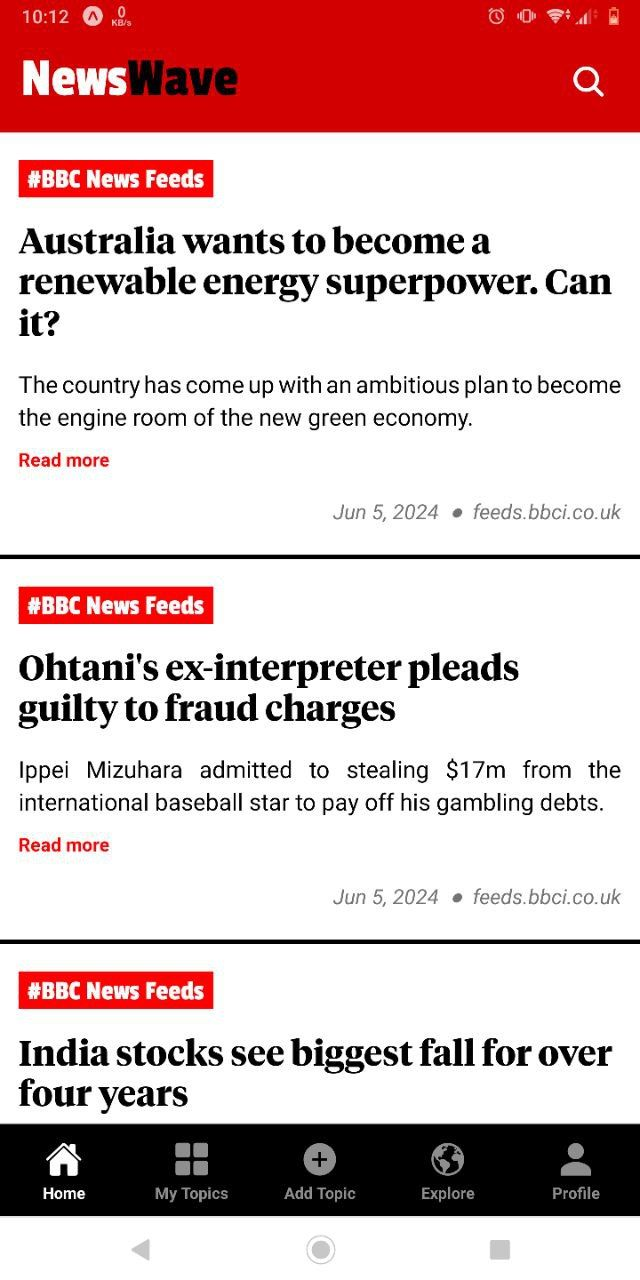 10:12 0 KB/s
NewsWave
#BBC News Feeds
Australia wants to become a
renewable energy superpower. Can
it?
The country has come up with an ambitious plan to become
the engine room of the new green economy.
Read more
Jun 5, 2024 ● feeds.bbci.co.uk
#BBC News Feeds
Ohtani's ex-interpreter pleads
guilty to fraud charges
Ippei Mizuhara admitted to stealing $17m from the
international baseball star to pay off his gambling debts.
Read more
Jun 5, 2024 ● feeds.bbci.co.uk
#BBC News Feeds
India stocks see biggest fall for over
four years
Home My Topics Add Topic Explore Profile